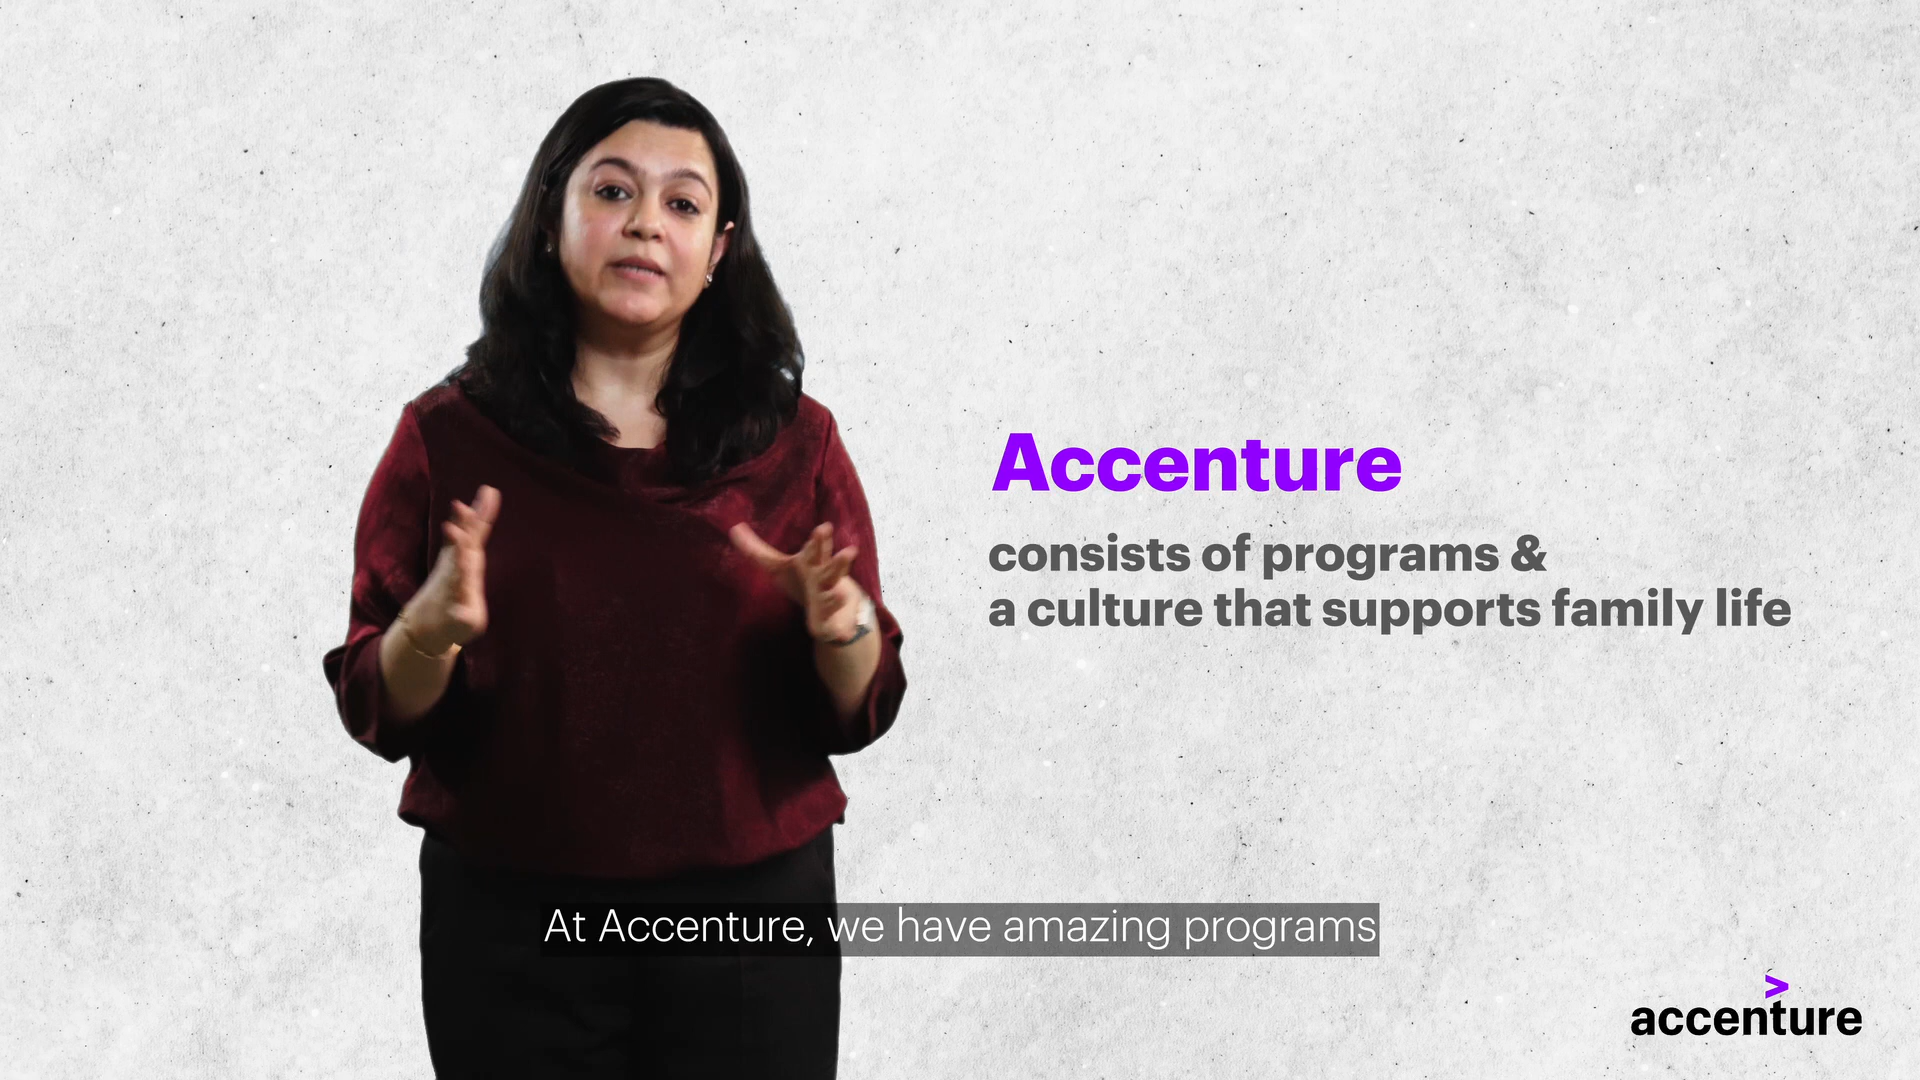 Accenture
consists of programs &
a culture that supports family life
At Accenture, we have amazing programs
>
accenture